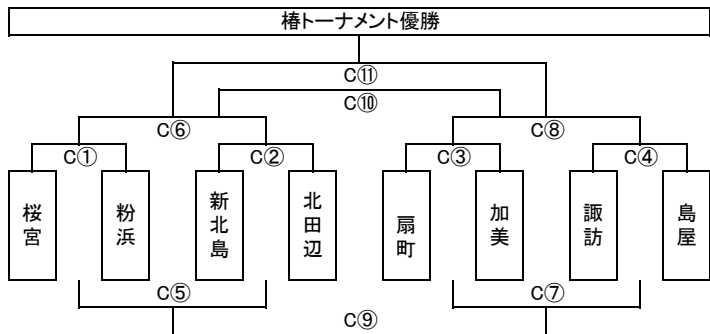 椿トーナメント優勝
C⑪
C⑩
C⑥ C⑧
C① C② C③ C④
桜宮 粉浜 新北島 北田辺 扇町 加美 諏訪 島屋
C⑤ C⑦
C⑨